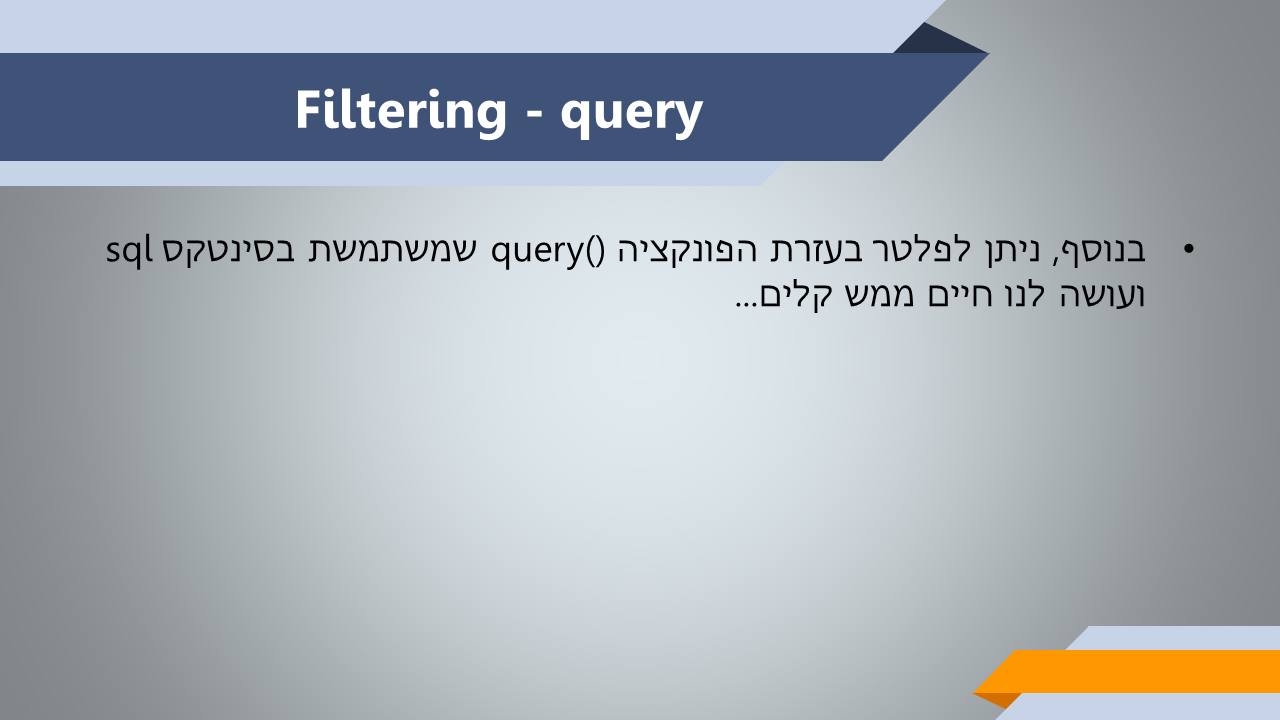 Filtering - query
• בנוסף, ניתן לפלטר בעזרת הפונקציה query() שמשתמשת בסינטקס sql
ועושה לנו חיים ממש קלים...